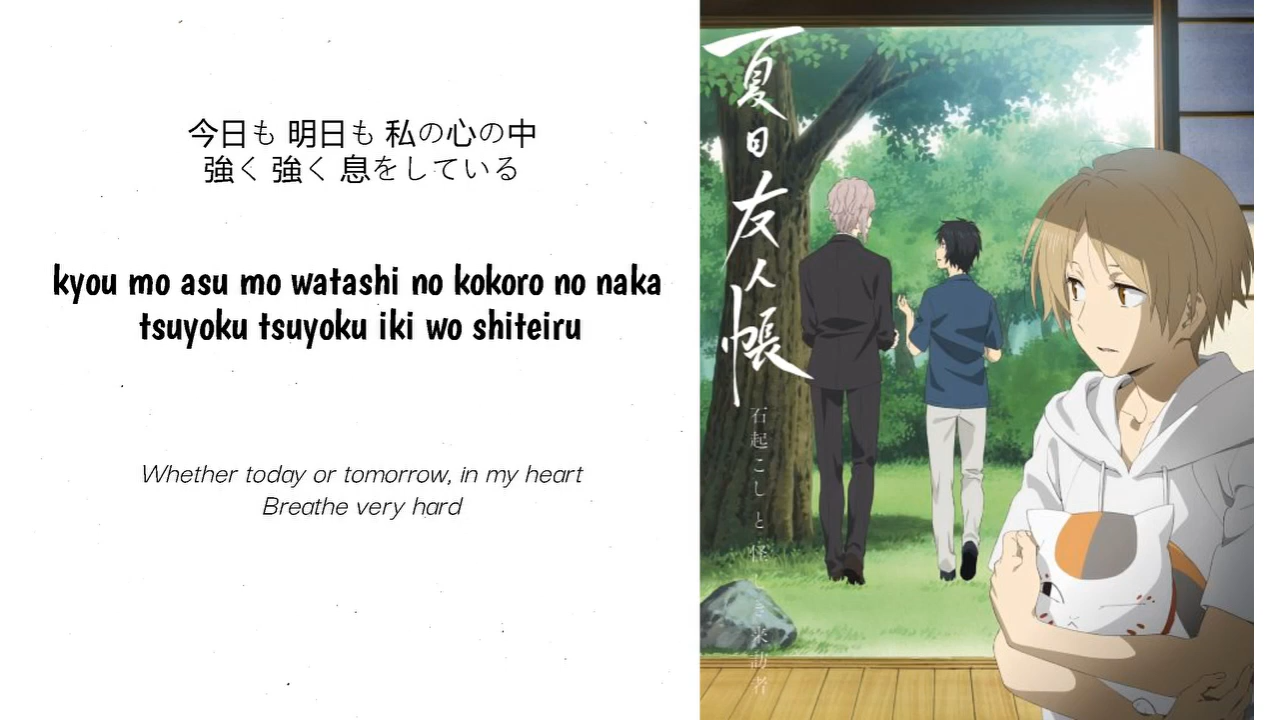 今日も 明日も 私の心の中
強く 強く 息をしている
kyou mo asu mo watashi no kokoro no naka
tsuyoku tsuyoku iki wo shiteiru
Whether today or tomorrow, in my heart
Breathe very hard
夏目友人帳
石起こしと怪しき来訪者